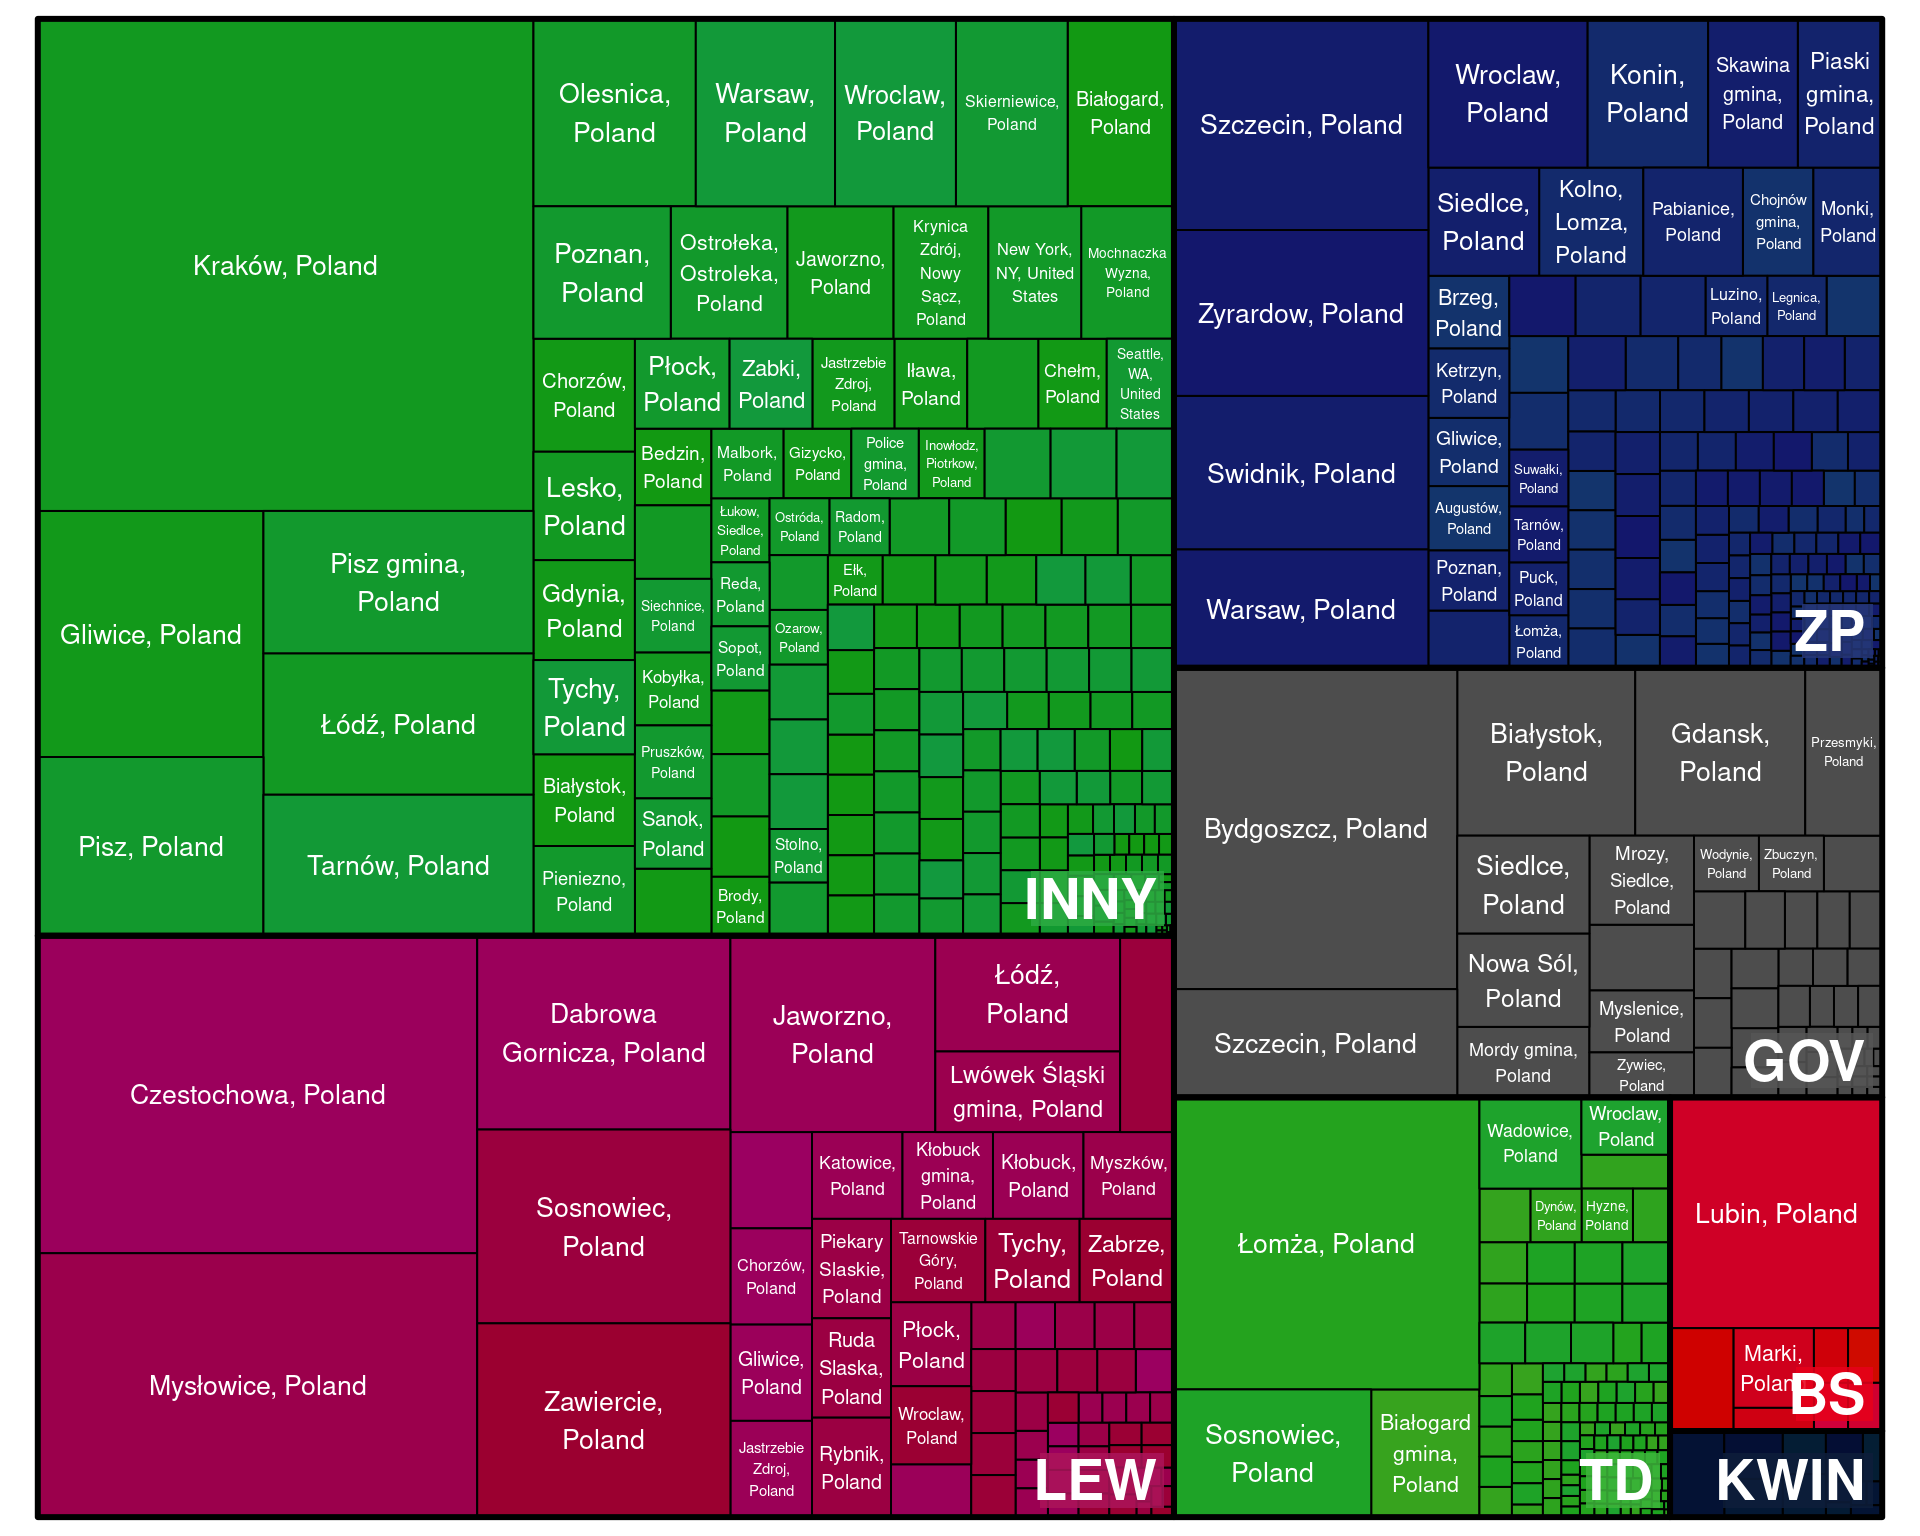 Kraków, Poland
Olesnica,
Poland
Warsaw,
Poland
Wroclaw,
Poland
Skierniewice,
Poland
Białogard,
Poland
Poznan,
Poland
Ostrołeka,
Ostroleka,
Poland
Jaworzno,
Poland
Krynica
Zdrój,
Nowy
Sącz,
Poland
New York,
NY, United
States
Mochnaczka
Wyzna,
Poland
Chorzów,
Poland
Płock,
Poland
Zabki,
Poland
Jastrzebie
Zdroj,
Poland
Iława,
Poland
Chełm,
Poland
Seattle,
WA,
United
States
Lesko,
Poland
Bedzin,
Poland
Malbork,
Poland
Gizycko,
Poland
Police
gmina,
Poland
Inowłodz,
Piotrkow,
Poland
Łukow,
Siedlce,
Poland
Ostróda,
Poland
Radom,
Poland
Gliwice, Poland
Pisz gmina,
Poland
Gdynia,
Poland
Siechnice,
Poland
Reda,
Poland
Ełk,
Poland
Ozarow,
Poland
Sopot,
Poland
Łódź, Poland
Tychy,
Poland
Kobyłka,
Poland
Pruszków,
Poland
Pisz, Poland
Tarnów, Poland
Białystok,
Poland
Sanok,
Poland
Stolno,
Poland
Pieniezno,
Poland
Brody,
Poland
INNY
Szczecin, Poland
Wroclaw,
Poland
Konin,
Poland
Skawina
gmina,
Poland
Piaski
gmina,
Poland
Siedlce,
Poland
Kolno,
Lomza,
Poland
Pabianice,
Poland
Chojnów
gmina,
Poland
Monki,
Poland
Zyrardow, Poland
Brzeg,
Poland
Luzino,
Poland
Legnica,
Poland
Ketrzyn,
Poland
Swidnik, Poland
Gliwice,
Poland
Suwałki,
Poland
Augustów,
Poland
Tarnów,
Poland
Warsaw, Poland
Poznan,
Poland
Puck,
Poland
Łomża,
Poland
ZP
Bydgoszcz, Poland
Białystok,
Poland
Gdansk,
Poland
Przesmyki,
Poland
Siedlce,
Poland
Mrozy,
Siedlce,
Poland
Wodynie,
Poland
Zbuczyn,
Poland
Nowa Sól,
Poland
Myslenice,
Poland
Szczecin, Poland
Mordy gmina,
Poland
Zywiec,
Poland
GOV
Czestochowa, Poland
Dabrowa
Gornicza, Poland
Jaworzno,
Poland
Łódź,
Poland
Lwówek Śląski
gmina, Poland
Sosnowiec,
Poland
Katowice,
Poland
Kłobuck
gmina,
Poland
Kłobuck,
Poland
Myszków,
Poland
Chorzów,
Poland
Piekary
Slaskie,
Poland
Tarnowskie
Góry,
Poland
Tychy,
Poland
Zabrze,
Poland
Mysłowice, Poland
Zawiercie,
Poland
Gliwice,
Poland
Ruda
Slaska,
Poland
Płock,
Poland
Wroclaw,
Poland
Jastrzebie
Zdroj,
Poland
Rybnik,
Poland
LEW
Łomża, Poland
Wadowice,
Poland
Wroclaw,
Poland
Dynów,
Poland
Hyzne,
Poland
Sosnowiec,
Poland
Białogard
gmina,
Poland
TD
Lubin, Poland
Marki,
Poland
BS
KWIN